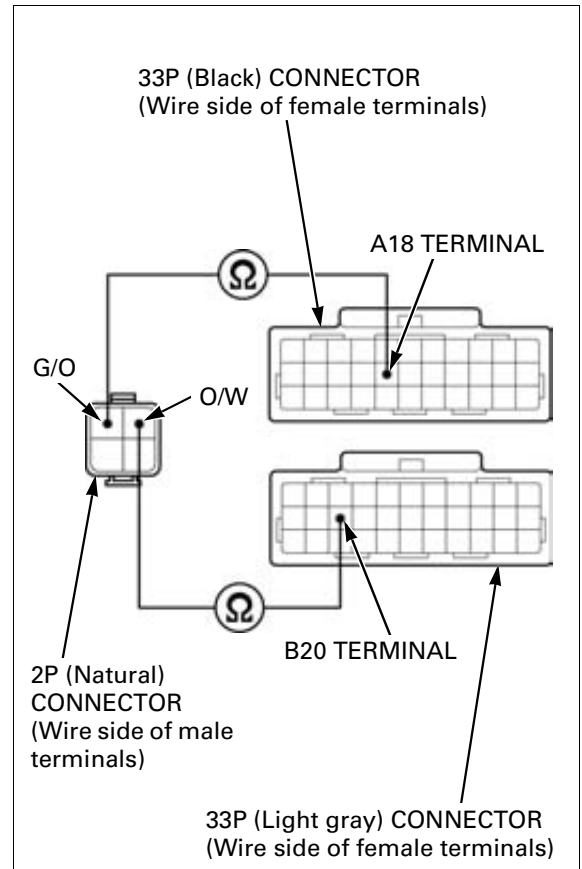 33P (Black) CONNECTOR
(Wire side of female terminals)
A18 TERMINAL
Ω
G/O
O/W
Ω
B20 TERMINAL
2P (Natural)
CONNECTOR
(Wire side of male
terminals)
33P (Light gray) CONNECTOR
(Wire side of female terminals)